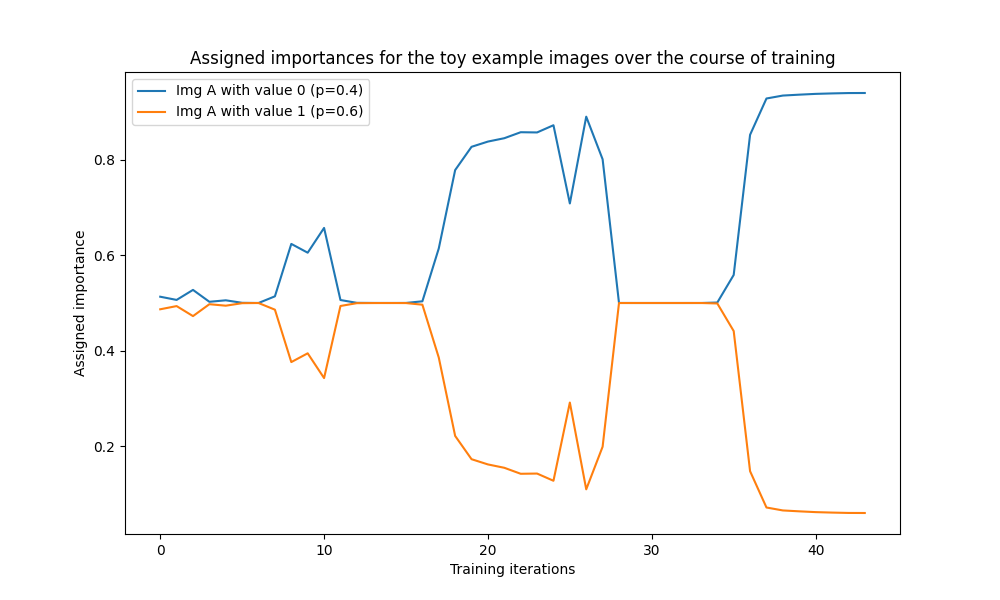 Assigned importances for the toy example images over the course of training
Img A with value 0 (p=0.4)
Img A with value 1 (p=0.6)
Assigned importance
0.8
0.6
0.4
0.2
0 10 20 30 40
Training iterations